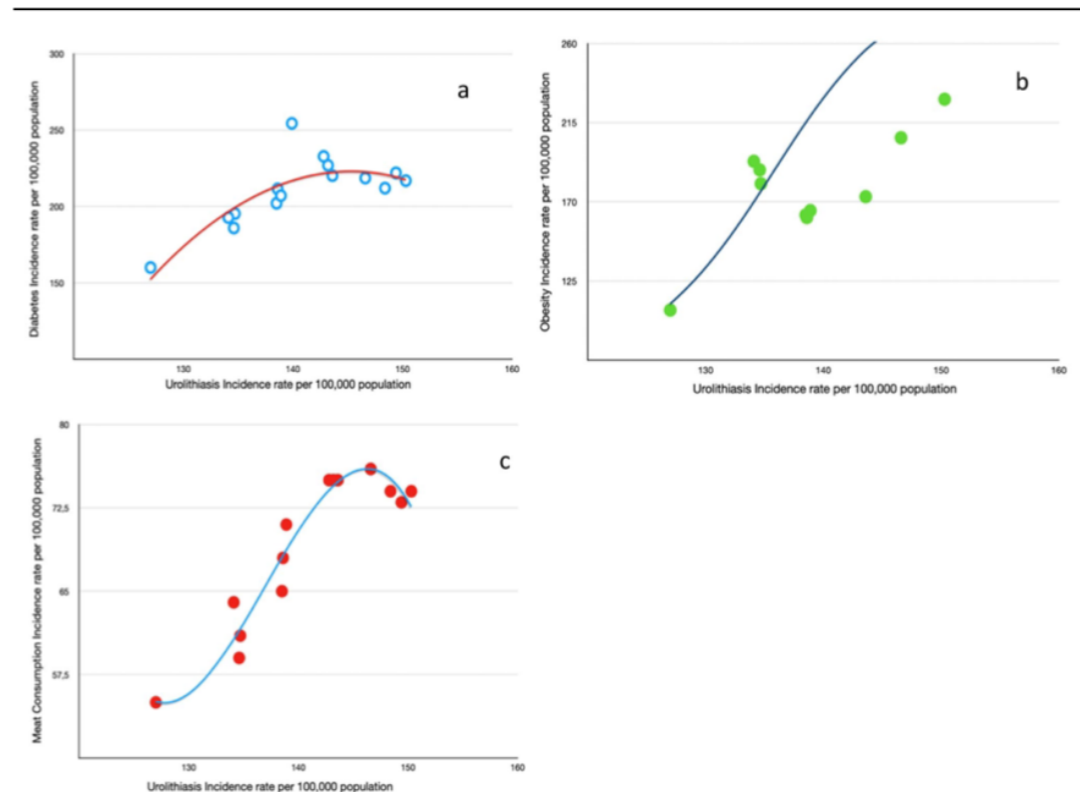 a
Diabetes Incidence rate per 100,000 population
300
250
200
150
130
140
150
160
Urolithiasis Incidence rate per 100,000 population
b
Obesity Incidence rate per 100,000 population
260
215
170
125
130
140
150
160
Urolithiasis Incidence rate per 100,000 population
c
Meat Consumption Incidence rate per 100,000 population
80
72,5
65
57,5
130
140
150
160
Urolithiasis Incidence rate per 100,000 population